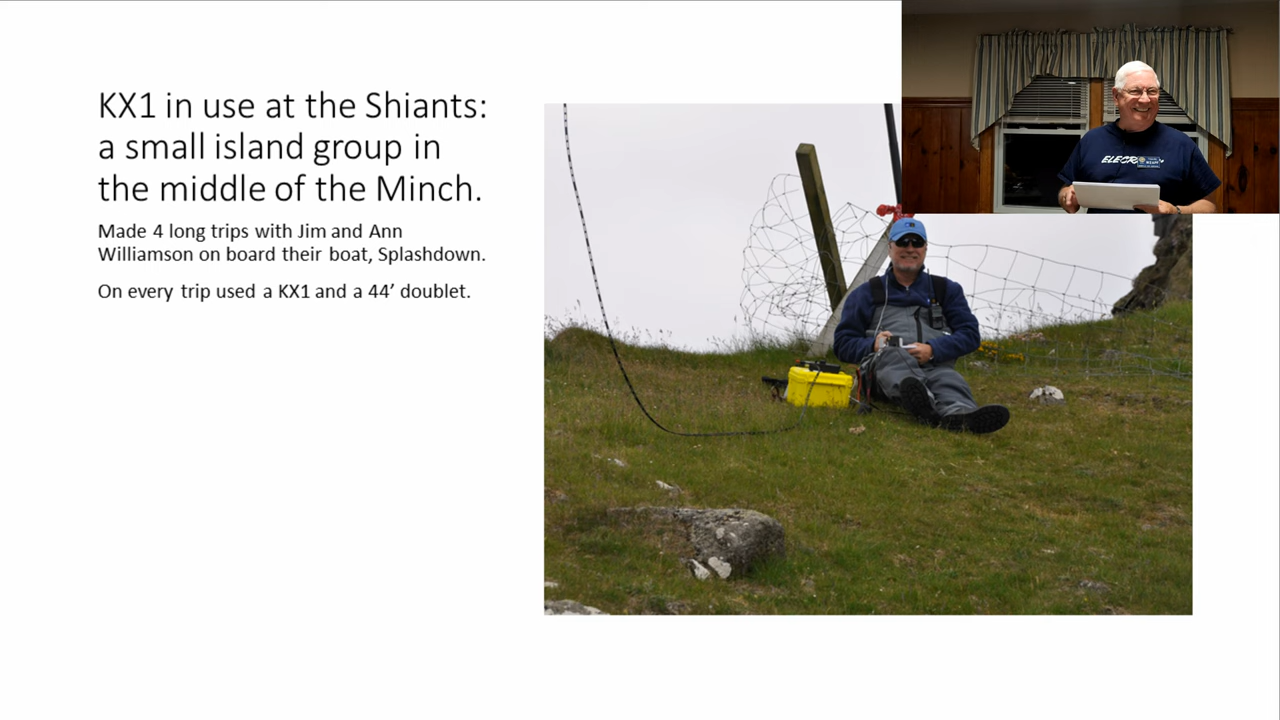 KX1 in use at the Shiants:
a small island group in
the middle of the Minch.
Made 4 long trips with Jim and Ann
Williamson on board their boat, Splashdown.
On every trip used a KX1 and a 44’ doublet.